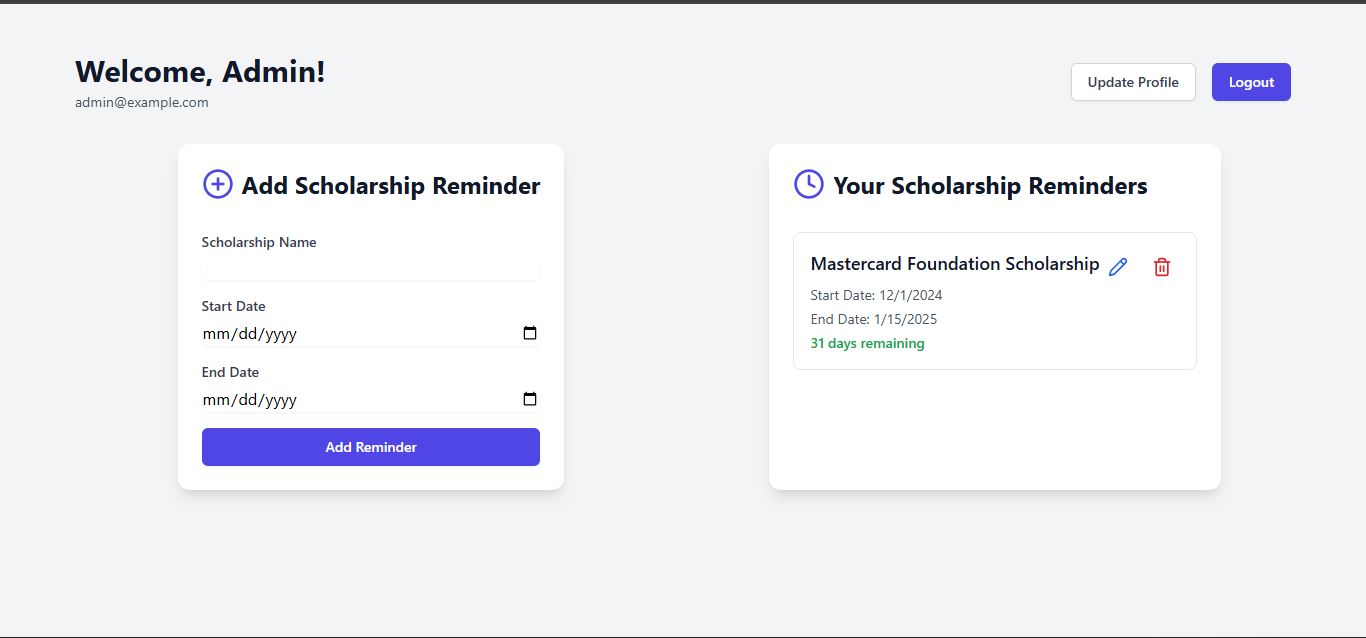 Welcome, Admin!
admin@example.com
Update Profile
Logout
Add Scholarship Reminder
Scholarship Name
Start Date
mm/dd/yyyy
End Date
mm/dd/yyyy
Add Reminder
Your Scholarship Reminders
Mastercard Foundation Scholarship
Start Date: 12/1/2024
End Date: 1/15/2025
31 days remaining